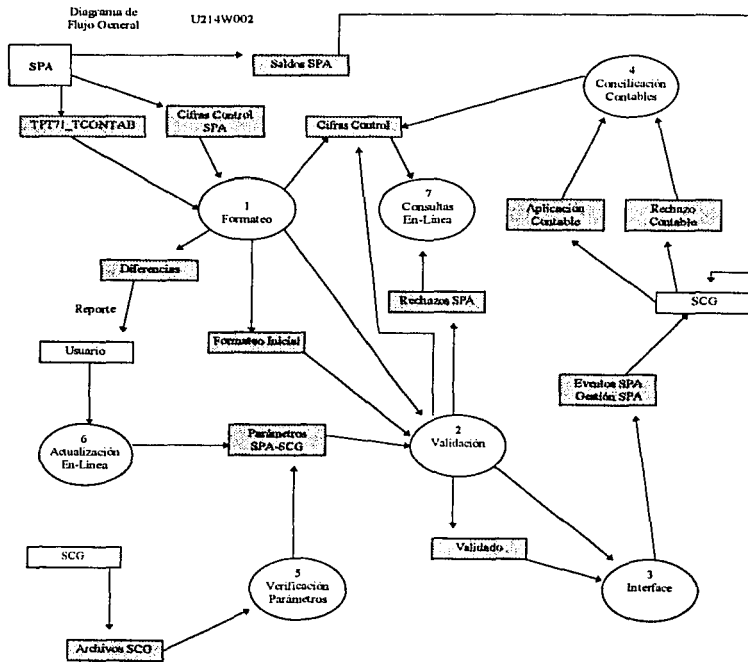 Diagrama de
Flujo General
U214W002
SPA
Saldos SPA
4
Conciliación
Contables
TPT71_TCONTAB
Cifras Control
SPA
Cifras Control
1
Formateo
7
Consultas
En-Línea
Aplicación
Contable
Rechazo
Contable
Diferencias
Rechazos SPA
SCG
Reporte
Usuario
Formateo Inicial
Eventos SPA
Gestión SPA
6
Actualización
En-Línea
Parámetros
SPA-SCG
2
Validación
SCG
Validado
5
Verificación
Parámetros
3
Interface
Archivos SCG